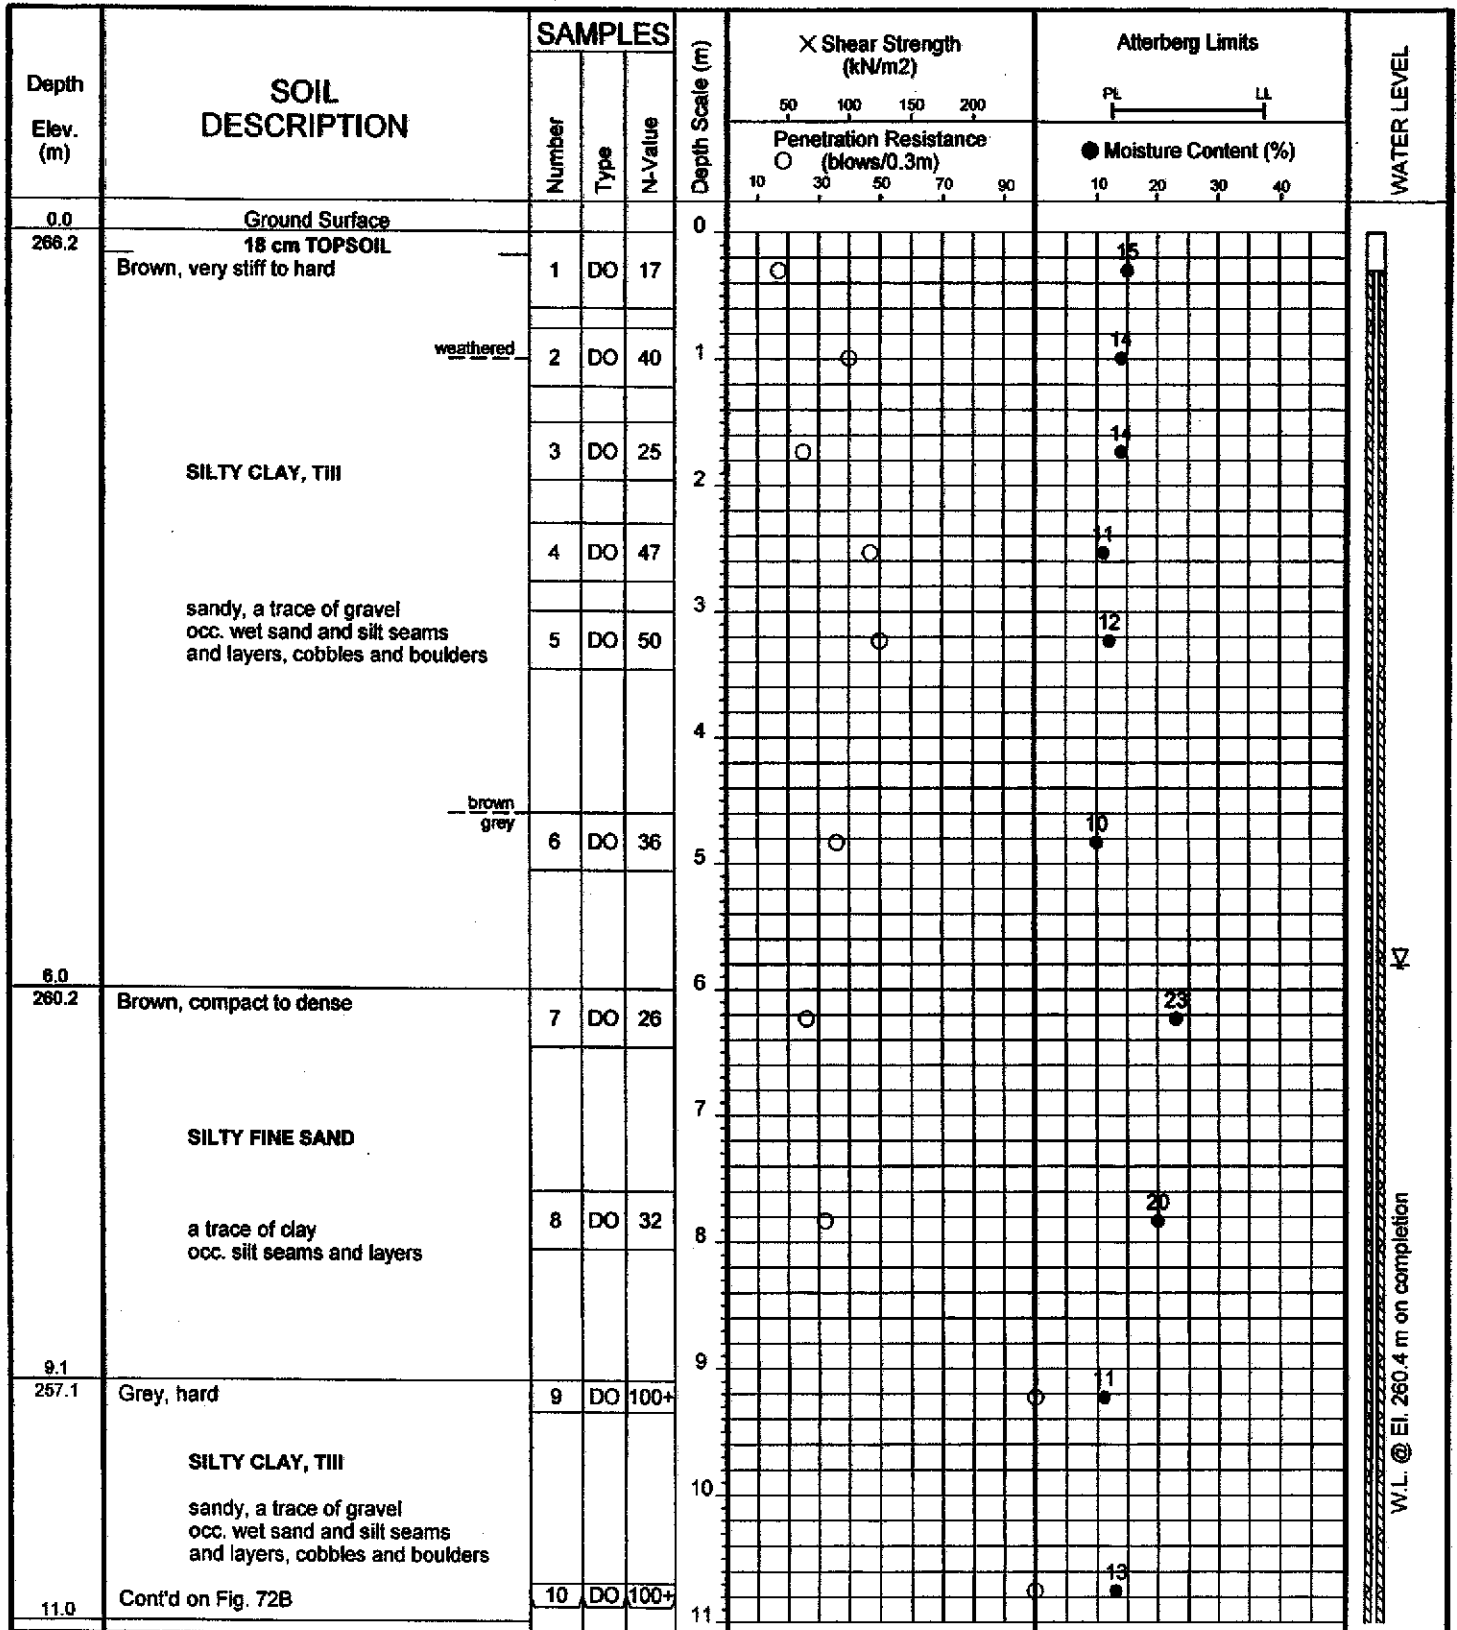 SAMPLES
Depth
Elev.
(m)
SOIL
DESCRIPTION
Number
Type
N-Value
Depth Scale (m)
X Shear Strength
(kN/m2)
50 100 150 200
Penetration Resistance
(blows/0.3m)
10 30 50 70 90
Atterberg Limits
PL LL
Moisture Content (%)
10 20 30 40
WATER LEVEL
0.0 Ground Surface 0
266.2 18 cm TOPSOIL
Brown, very stiff to hard 1 DO 17 15
weathered 2 DO 40 1 14
3 DO 25 14
SILTY CLAY, Till 2
4 DO 47 11
sandy, a trace of gravel 3
occ. wet sand and silt seams
and layers, cobbles and boulders
5 DO 50 12
4
brown
grey
6 DO 36 10
5
6.0 6
260.2 Brown, compact to dense
7 DO 26 23
7
SILTY FINE SAND
8 DO 32 20
a trace of clay
occ. silt seams and layers
8
9.1 9
257.1 Grey, hard 9 DO 100+ 11
SILTY CLAY, Till
10
sandy, a trace of gravel
occ. wet sand and silt seams
and layers, cobbles and boulders
Cont'd on Fig. 72B 10 DO 100+ 13
11.0 11
W.L. @ El. 260.4 m on completion